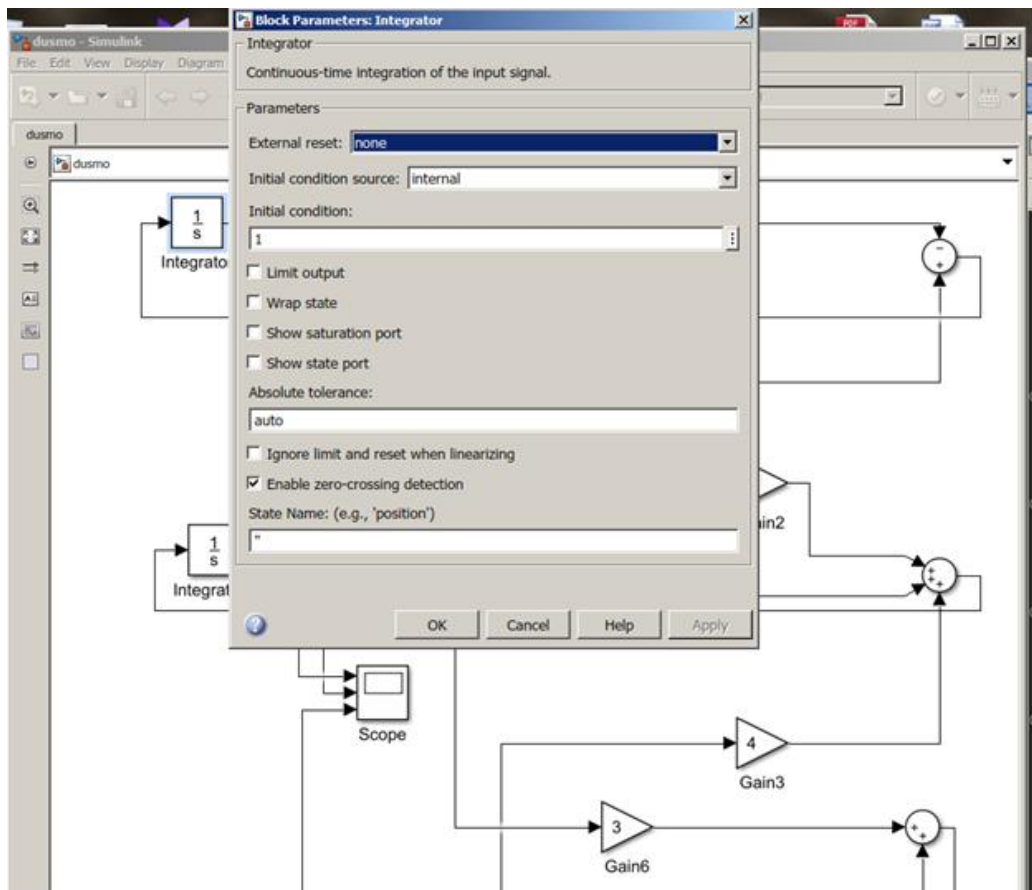 Block Parameters: Integrator
dusmo - Simulink
File Edit View Display Diagram
Integrator
Continuous-time integration of the input signal.
Parameters
External reset: none
Initial condition source: internal
Initial condition:
1
Limit output
Wrap state
Show saturation port
Show state port
Absolute tolerance:
auto
Ignore limit and reset when linearizing
Enable zero-crossing detection
State Name: (e.g., 'position')
''
OK Cancel Help Apply
dusmo
dusmo
1
s
Integrato
-
+
1
s
Integrat
ain2
+
+
+
Scope
4
Gain3
3
Gain6
+
+
PDF